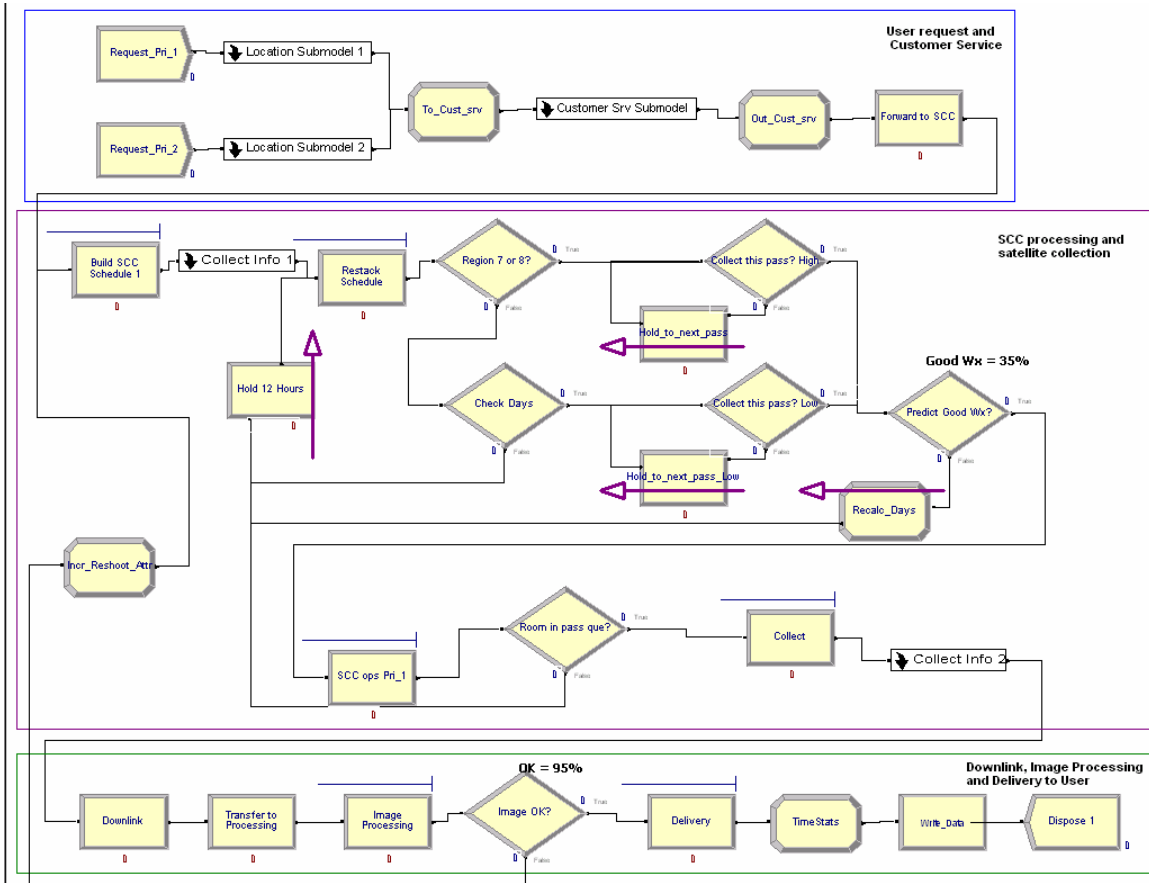 User request and
Customer Service
Request_Pri_1
Location Submodel 1
To_Cust_srv
Customer Srv Submodel
Out_Cust_srv
Forward to SCC
Request_Pri_2
Location Submodel 2
SCC processing and
satellite collection
Build SCC
Schedule 1
Collect Info 1
Restack
Schedule
Region 7 or 8?
True
False
Collect this pass? High
True
False
Hold_to_next_pass
Hold 12 Hours
Check Days
True
False
Collect this pass? Low
True
False
Hold_to_next_pass_Low
Good Wx = 35%
Predict Good Wx?
True
False
Recalc_Days
Incr_Reshoot_Attr
SCC ops Pri_1
Room in pass que?
True
False
Collect
Collect Info 2
Downlink, Image Processing
and Delivery to User
OK = 95%
Downlink
Transfer to
Processing
Image
Processing
Image OK?
True
False
Delivery
TimeStats
Write_Data
Dispose 1